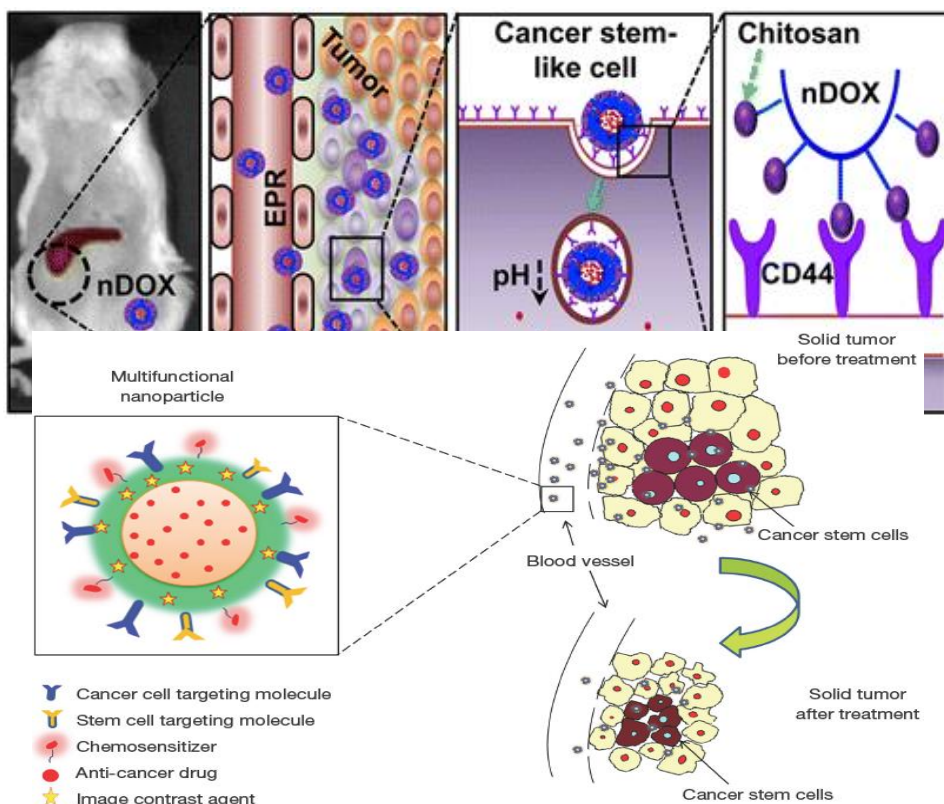 Tumor
EPR
nDOX
Cancer stem-
like cell
pH
Chitosan
nDOX
CD44
Solid tumor
before treatment
Multifunctional
nanoparticle
Cancer stem cells
Blood vessel
Cancer cell targeting molecule
Stem cell targeting molecule
Chemosensitizer
Anti-cancer drug
Image contrast agent
Solid tumor
after treatment
Cancer stem cells